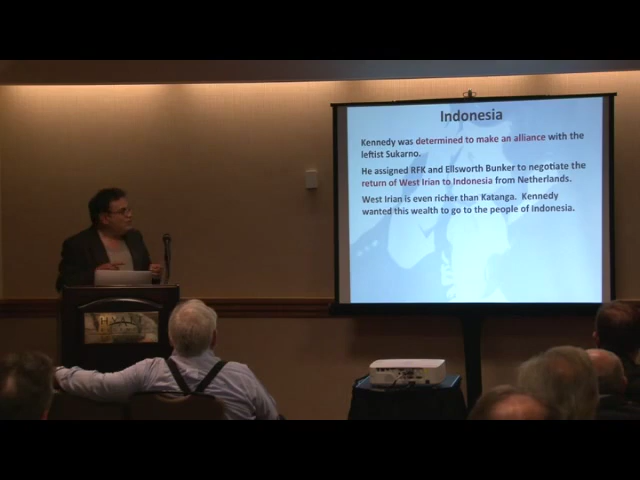 Indonesia
Kennedy was determined to make an alliance with the
leftist Sukarno.
He assigned RFK and Ellsworth Bunker to negotiate the
return of West Irian to Indonesia from Netherlands.
West Irian is even richer than Katanga. Kennedy
wanted this wealth to go to the people of Indonesia.